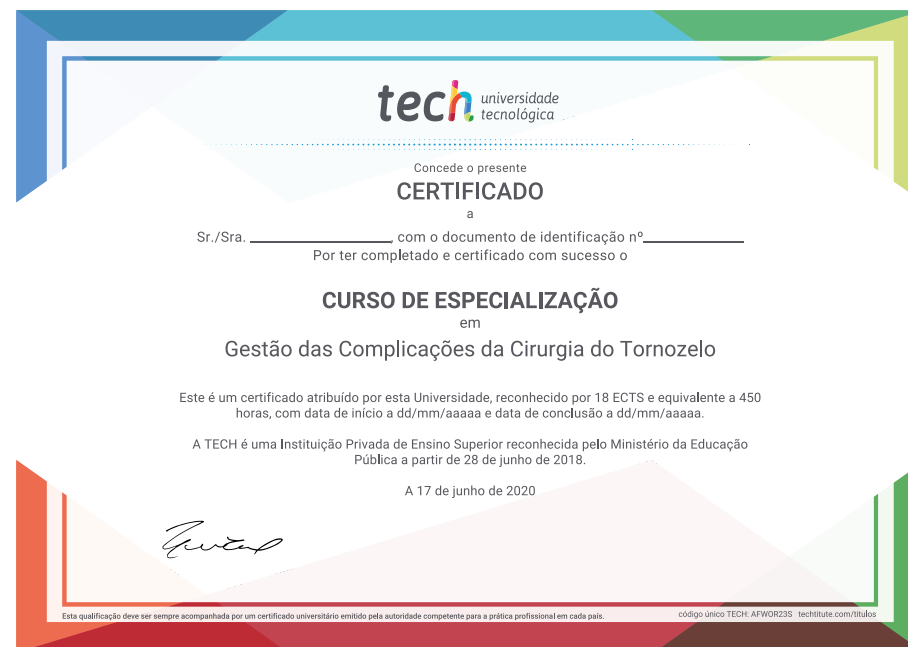 tech universidade
tecnológica
Concede o presente
CERTIFICADO
a
Sr./Sra. ______________, com o documento de identificação nº__________
Por ter completado e certificado com sucesso o
CURSO DE ESPECIALIZAÇÃO
em
Gestão das Complicações da Cirurgia do Tornozelo
Este é um certificado atribuído por esta Universidade, reconhecido por 18 ECTS e equivalente a 450
horas, com data de início a dd/mm/aaaaa e data de conclusão a dd/mm/aaaaa.
A TECH é uma Instituição Privada de Ensino Superior reconhecida pelo Ministério da Educação
Pública a partir de 28 de junho de 2018.
A 17 de junho de 2020
Esta qualificação deve ser sempre acompanhada por um certificado universitário emitido pela autoridade competente para a prática profissional em cada país.
código único TECH: AFWOR23S techtitute.com/titulos